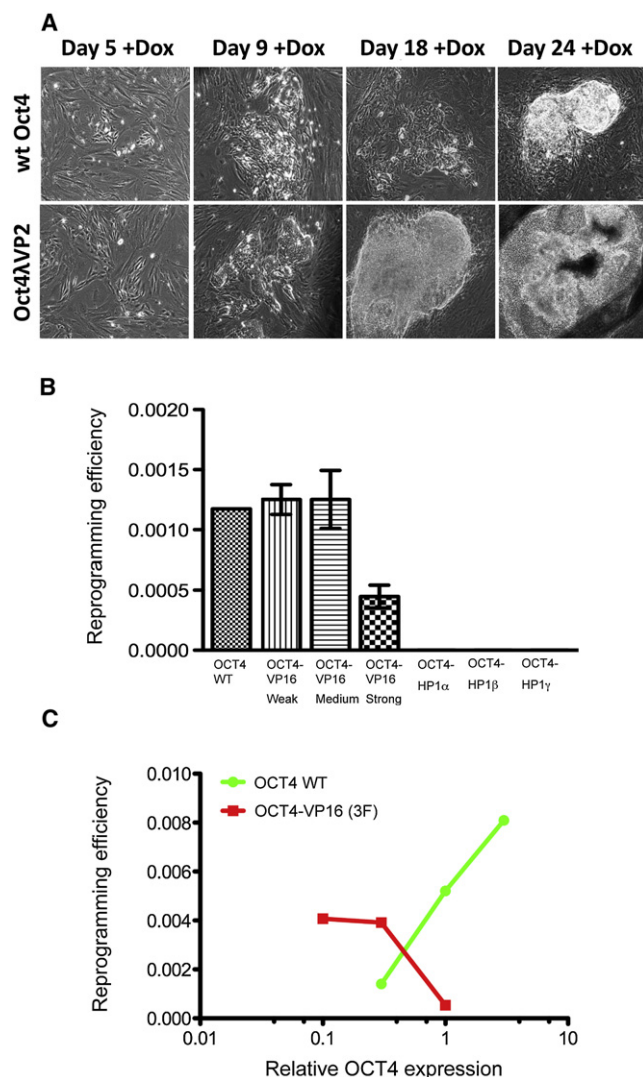 A
Day 5 +Dox Day 9 +Dox Day 18 +Dox Day 24 +Dox
wt Oct4
Oct4λVP2
B
Reprogramming efficiency
0.0020
0.0015
0.0010
0.0005
0.0000
OCT4 WT
OCT4-VP16 Weak
OCT4-VP16 Medium
OCT4-VP16 Strong
OCT4-HP1α
OCT4-HP1β
OCT4-HP1γ
C
Reprogramming efficiency
0.010
0.008
0.006
0.004
0.002
0.000
OCT4 WT
OCT4-VP16 (3F)
0.01 0.1 1 10
Relative OCT4 expression